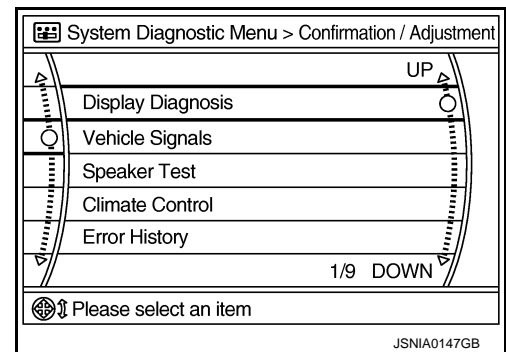 System Diagnostic Menu > Confirmation / Adjustment
UP
Display Diagnosis
Vehicle Signals
Speaker Test
Climate Control
Error History
1/9 DOWN
Please select an item
JSNIA0147GB